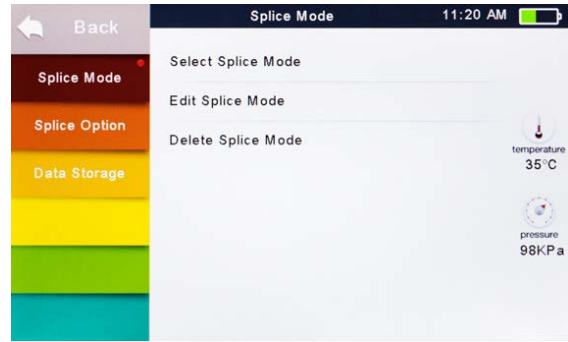 Back
Splice Mode
11:20 AM
Splice Mode
Splice Option
Data Storage
Select Splice Mode
Edit Splice Mode
Delete Splice Mode
temperature
35°C
pressure
98KPa